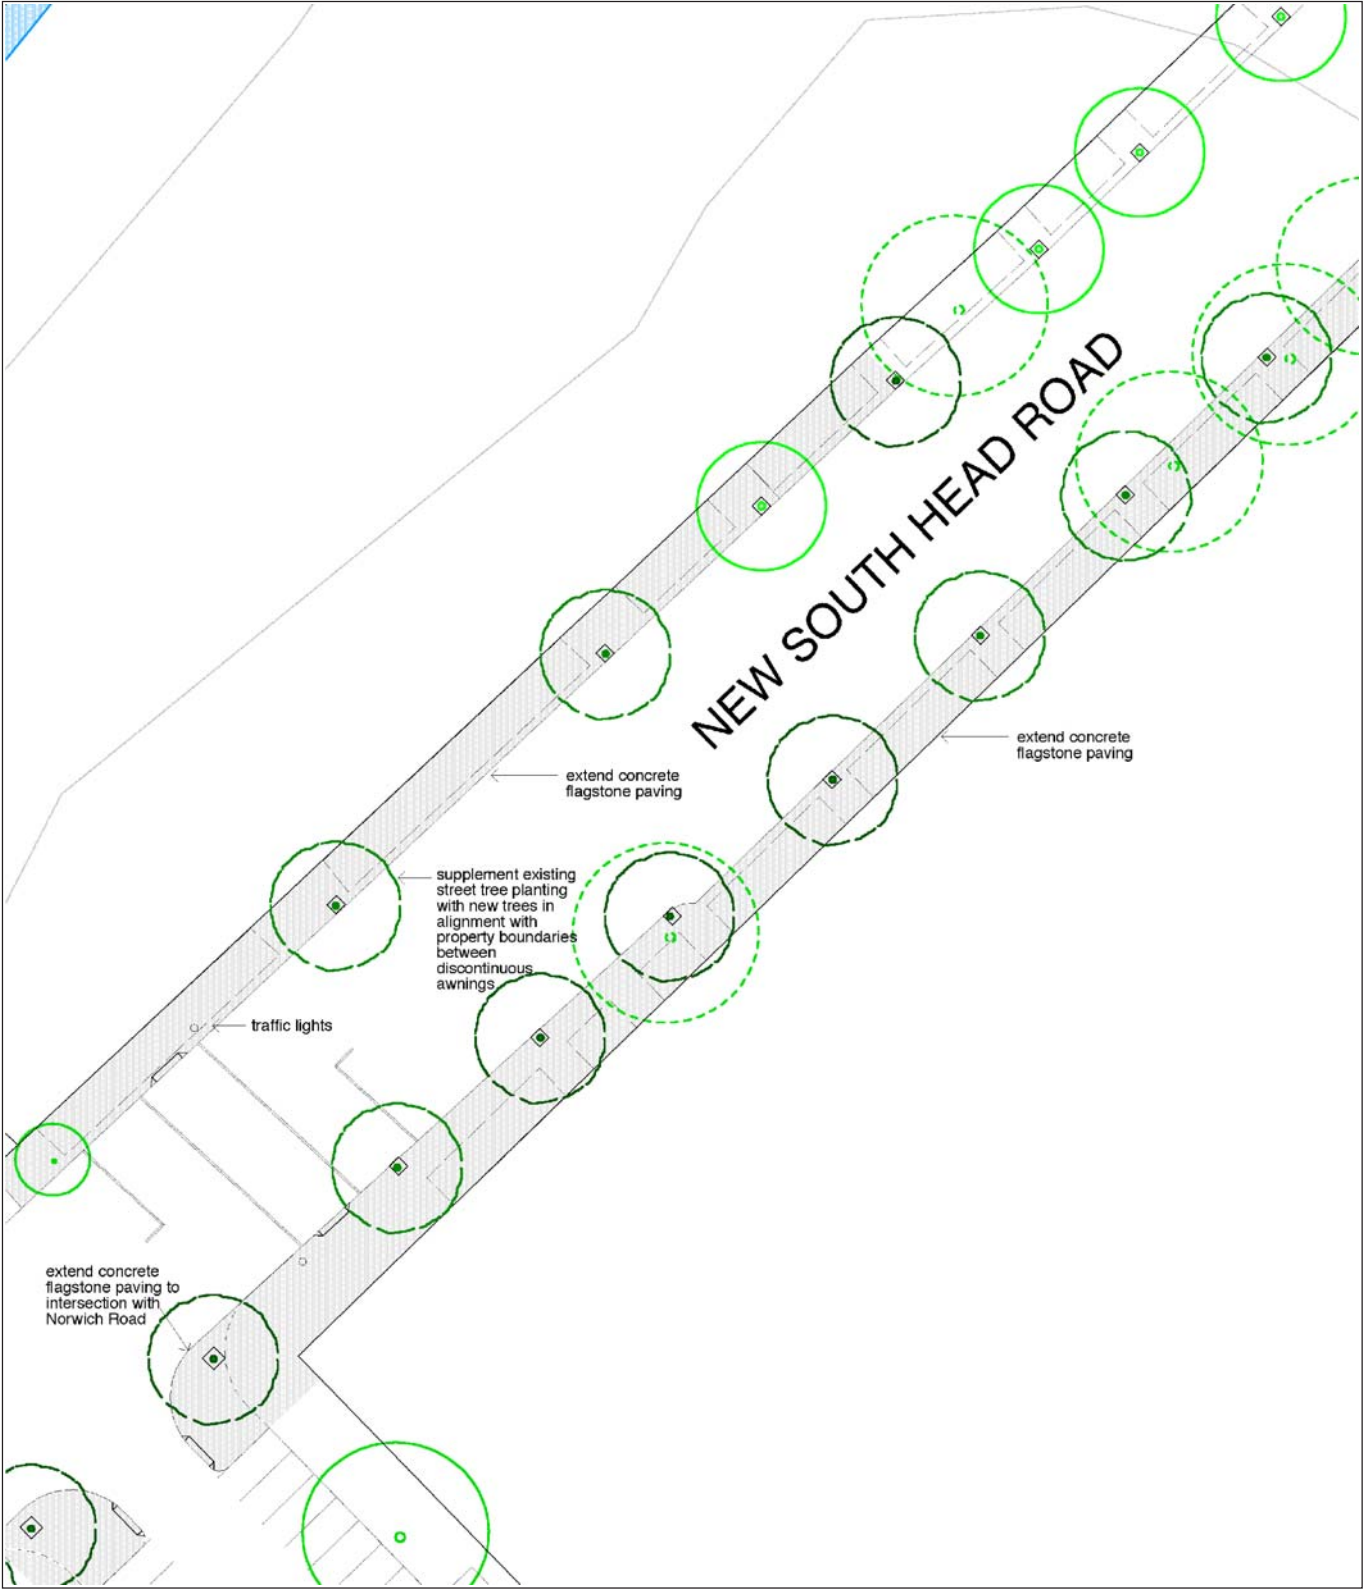 NEW SOUTH HEAD ROAD
extend concrete
flagstone paving
extend concrete
flagstone paving
supplement existing
street tree planting
with new trees in
alignment with
property boundaries
between
discontinuous
awnings
traffic lights
extend concrete
flagstone paving to
intersection with
Norwich Road